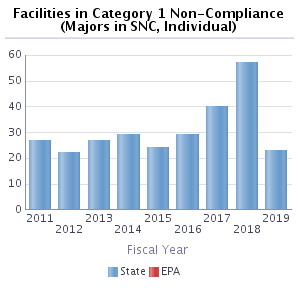 Facilities in Category 1 Non-Compliance
(Majors in SNC, Individual)
60
50
40
30
20
10
0
2011 2013 2015 2017 2019
2012 2014 2016 2018
Fiscal Year
State EPA